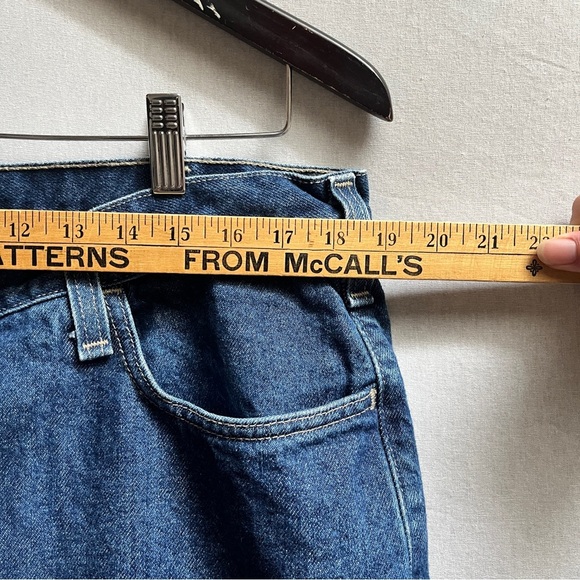 12 13 14 15 16 17 18 19 20 21
ATTERNS FROM McCALL'S